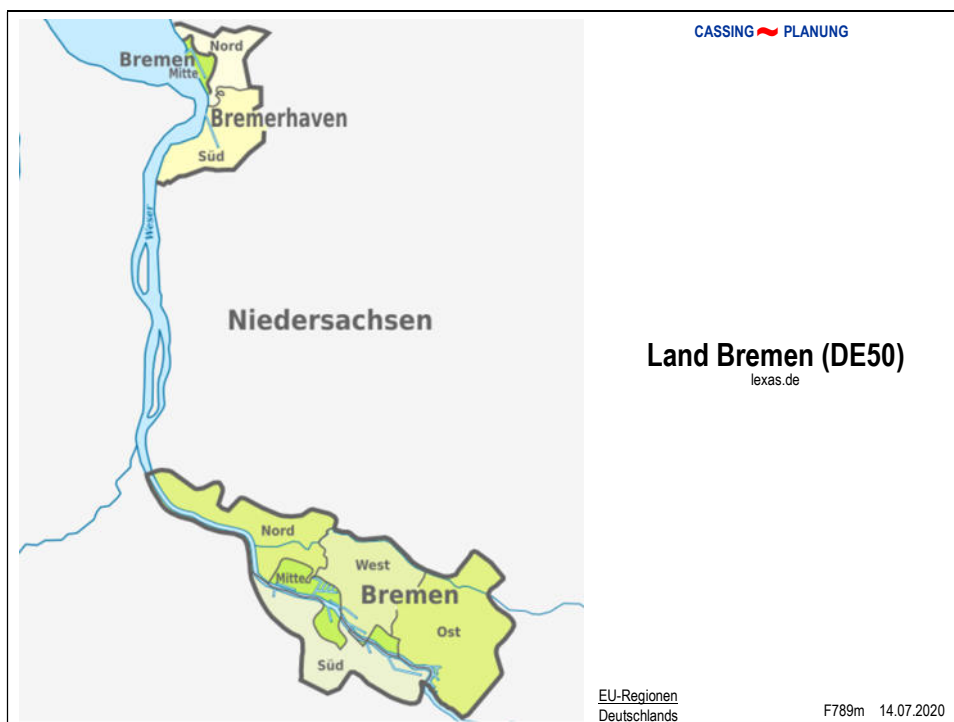 CASSING PLANUNG
Nord
Bremen
Mitte
Bremerhaven
Süd
Weser
Niedersachsen
Land Bremen (DE50)
lexas.de
Nord
West
Mitte
Bremen
Ost
Süd
EU-Regionen
Deutschlands
F789m 14.07.2020